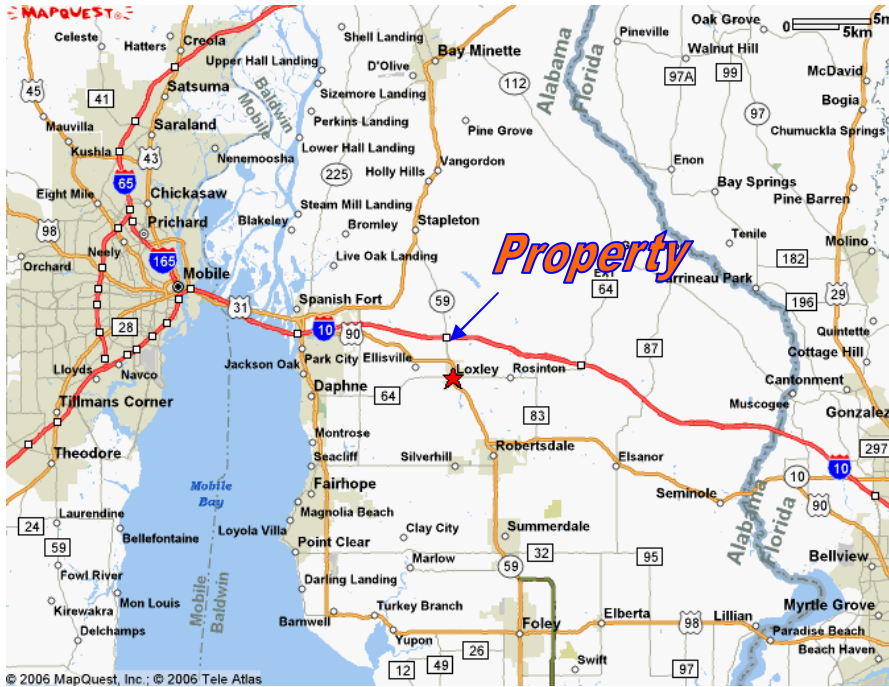 MAPQUEST
Celeste
Hatters
Creola
Shell Landing
Pineville
Oak Grove
0
5m
5km
Upper Hall Landing
D'Olive
Bay Minette
Walnut Hill
45
41
Satsuma
Baldwin
Mobile
Sizemore Landing
112
Alabama
Florida
97A
99
McDavid
Perkins Landing
Bogia
Mauvilla
Saraland
Pine Grove
97
Chumuckla Springs
Kushla
43
Nenemoosha
Lower Hall Landing
Holly Hills
Vangordon
Enon
65
225
Eight Mile
Chickasaw
Steam Mill Landing
Bay Springs
Pine Barren
98
Prichard
Blakeley
Bromley
Stapleton
Tenile
Molino
Neely
165
Property
182
Orchard
Mobile
Live Oak Landing
EXT
64
arrineau Park
31
Spanish Fort
59
196
29
28
10
90
Quintette
87
Cottage Hill
Lloyds
Navco
Jackson Oak
Park City
Ellisville
Loxley
Rosinton
Cantonment
Tillmans Corner
Daphne
64
83
Muscogee
Gonzalez
Montrose
Robertsdale
297
Theodore
Seacliff
Silverhill
Elsanor
10
10
Mobile
Bay
Fairhope
Seminole
90
Magnolia Beach
24
Laurendine
Loyola Villa
Clay City
Summerdale
Alabama
Florida
59
Bellefontaine
Point Clear
32
95
Bellview
Marlow
59
Fowl River
Darling Landing
Kirewakra
Mon Louis
Mobile
Baldwin
Turkey Branch
Elberta
98
Lillian
Myrtle Grove
Delchamps
Barnwell
Yupon
Foley
Paradise Beach
26
Beach Haven
12
49
Swift
97
© 2006 MapQuest, Inc.; © 2006 Tele Atlas